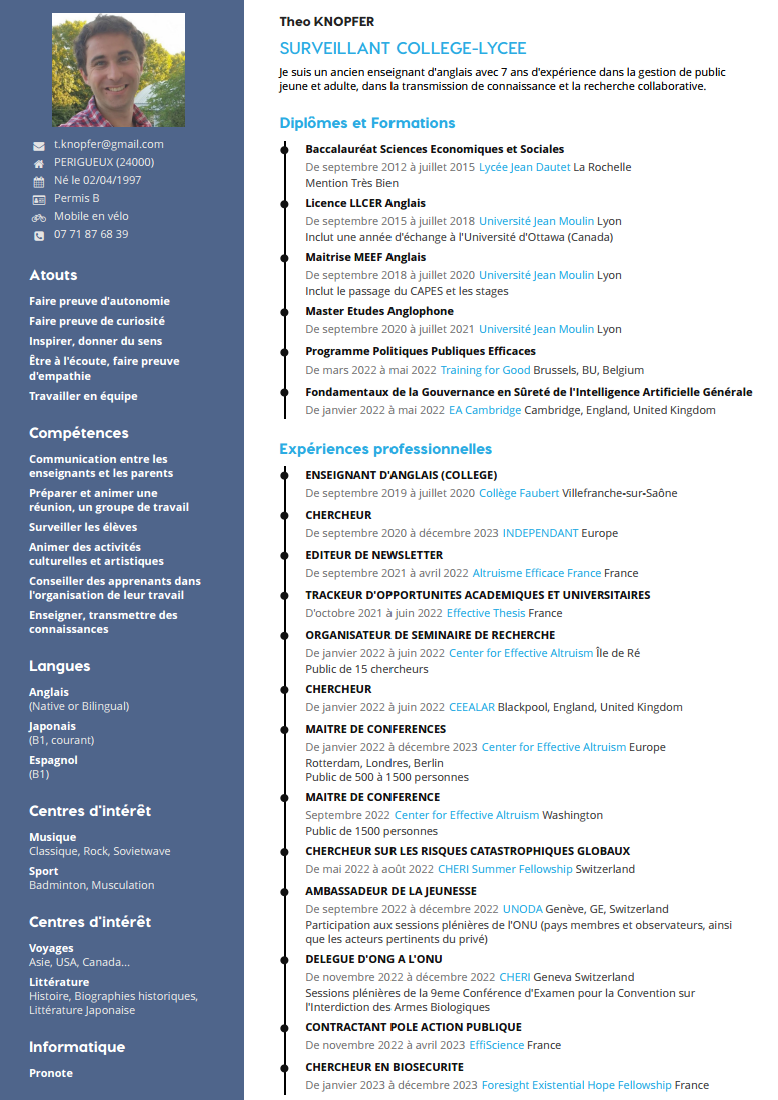 t.knopfer@gmail.com
PERIGUEUX (24000)
Né le 02/04/1997
Permis B
Mobile en vélo
07 71 87 68 39
Atouts
Faire preuve d'autonomie
Faire preuve de curiosité
Inspirer, donner du sens
Être à l'écoute, faire preuve
d'empathie
Travailler en équipe
Compétences
Communication entre les
enseignants et les parents
Préparer et animer une
réunion, un groupe de travail
Surveiller les élèves
Animer des activités
culturelles et artistiques
Conseiller des apprenants dans
l'organisation de leur travail
Enseigner, transmettre des
connaissances
Langues
Anglais
(Native or Bilingual)
Japonais
(B1, courant)
Espagnol
(B1)
Centres d'intérêt
Musique
Classique, Rock, Sovietwave
Sport
Badminton, Musculation
Centres d'intérêt
Voyages
Asie, USA, Canada...
Littérature
Histoire, Biographies historiques,
Littérature Japonaise
Informatique
Pronote
Theo KNOPFER
SURVEILLANT COLLEGE-LYCEE
Je suis un ancien enseignant d'anglais avec 7 ans d'expérience dans la gestion de public
jeune et adulte, dans la transmission de connaissance et la recherche collaborative.
Diplômes et Formations
Baccalauréat Sciences Economiques et Sociales
De septembre 2012 à juillet 2015 Lycée Jean Dautet La Rochelle
Mention Très Bien
Licence LLCER Anglais
De septembre 2015 à juillet 2018 Université Jean Moulin Lyon
Inclut une année d'échange à l'Université d'Ottawa (Canada)
Maitrise MEEF Anglais
De septembre 2018 à juillet 2020 Université Jean Moulin Lyon
Inclut le passage du CAPES et les stages
Master Etudes Anglophone
De septembre 2020 à juillet 2021 Université Jean Moulin Lyon
Programme Politiques Publiques Efficaces
De mars 2022 à mai 2022 Training for Good Brussels, BU, Belgium
Fondamentaux de la Gouvernance en Sûreté de l'Intelligence Artificielle Générale
De janvier 2022 à mai 2022 EA Cambridge Cambridge, England, United Kingdom
Expériences professionnelles
ENSEIGNANT D'ANGLAIS (COLLEGE)
De septembre 2019 à juillet 2020 Collège Faubert Villefranche-sur-Saône
CHERCHEUR
De septembre 2020 à décembre 2023 INDEPENDANT Europe
EDITEUR DE NEWSLETTER
De septembre 2021 à avril 2022 Altruisme Efficace France France
TRACKEUR D'OPPORTUNITES ACADEMIQUES ET UNIVERSITAIRES
D'octobre 2021 à juin 2022 Effective Thesis France
ORGANISATEUR DE SEMINAIRE DE RECHERCHE
De janvier 2022 à juin 2022 Center for Effective Altruism Île de Ré
Public de 15 chercheurs
CHERCHEUR
De janvier 2022 à juin 2022 CEEALAR Blackpool, England, United Kingdom
MAITRE DE CONFERENCES
De janvier 2022 à décembre 2023 Center for Effective Altruism Europe
Rotterdam, Londres, Berlin
Public de 500 à 1500 personnes
MAITRE DE CONFERENCE
Septembre 2022 Center for Effective Altruism Washington
Public de 1500 personnes
CHERCHEUR SUR LES RISQUES CATASTROPHIQUES GLOBAUX
De mai 2022 à août 2022 CHERI Summer Fellowship Switzerland
AMBASSADEUR DE LA JEUNESSE
De septembre 2022 à décembre 2022 UNODA Genève, GE, Switzerland
Participation aux sessions plénières de l'ONU (pays membres et observateurs, ainsi
que les acteurs pertinents du privé)
DELEGUE D'ONG A L'ONU
De novembre 2022 à décembre 2022 CHERI Geneva Switzerland
Sessions plénières de la 9eme Conférence d'Examen pour la Convention sur
l'Interdiction des Armes Biologiques
CONTRACTANT POLE ACTION PUBLIQUE
De novembre 2022 à avril 2023 EffiScience France
CHERCHEUR EN BIOSECURITE
De janvier 2023 à décembre 2023 Foresight Existential Hope Fellowship France